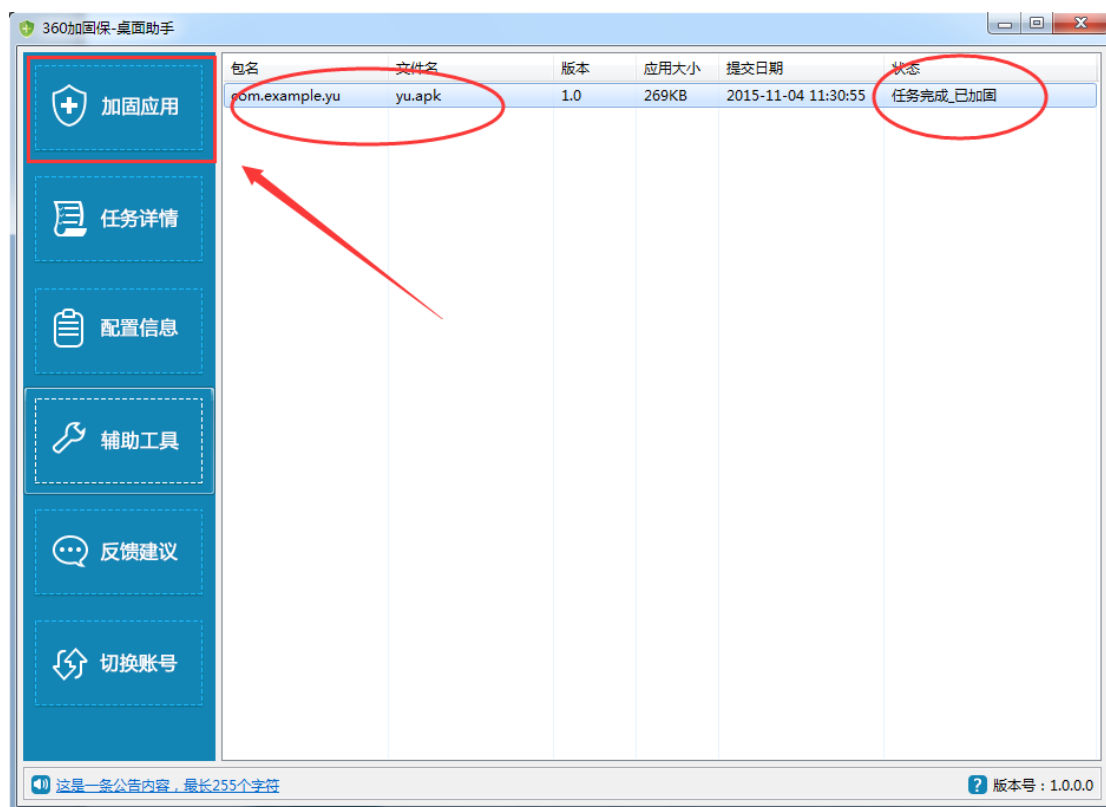 360加固保-桌面助手
加固应用
任务详情
配置信息
辅助工具
反馈建议
切换账号
包名 文件名 版本 应用大小 提交日期 状态
com.example.yu yu.apk 1.0 269KB 2015-11-04 11:30:55 任务完成_已加固
这是一条公告内容，最长255个字符
版本号：1.0.0.0